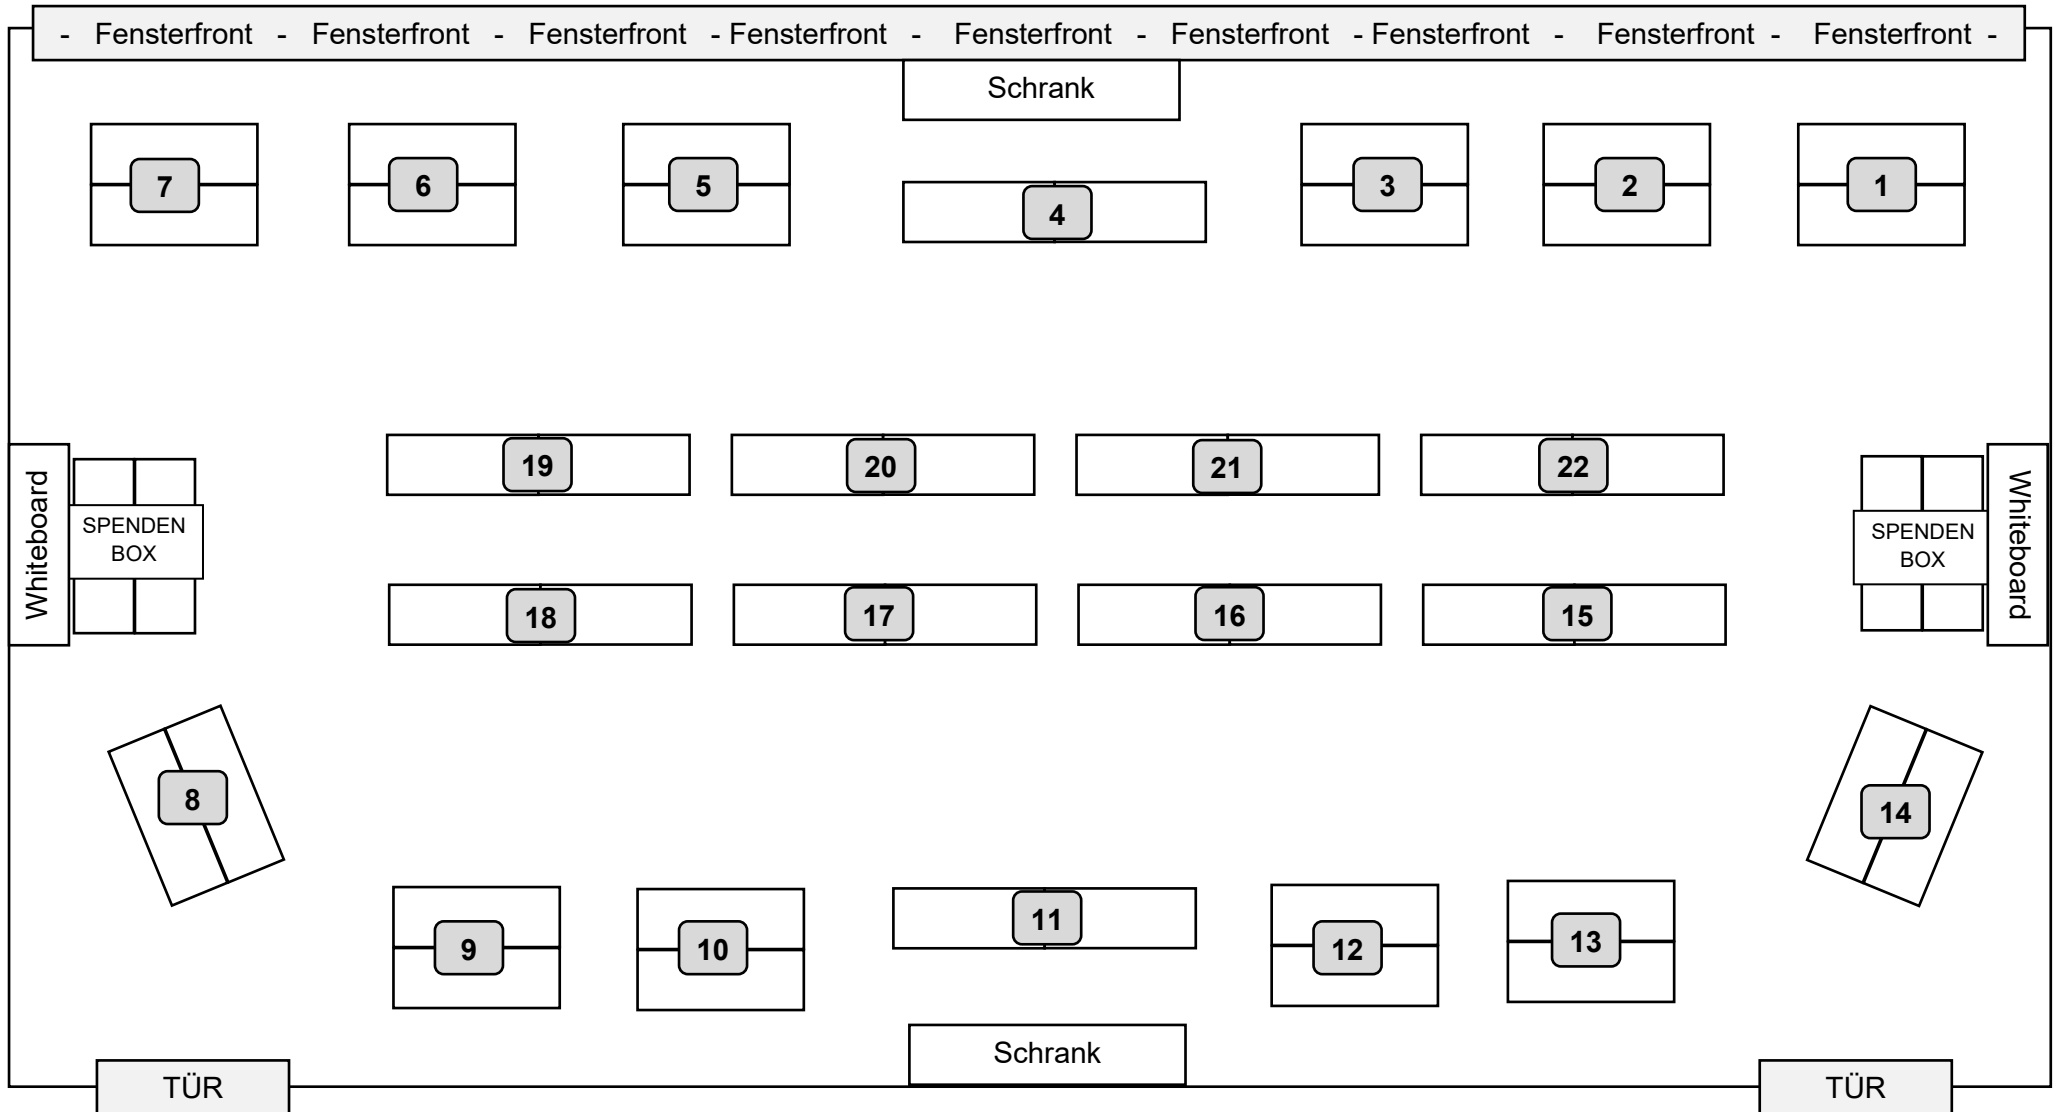 - Fensterfront - Fensterfront - Fensterfront - Fensterfront - Fensterfront - Fensterfront - Fensterfront - Fensterfront - Fensterfront -
Schrank
7 6 5 4 3 2 1
19 20 21 22
Whiteboard
SPENDEN
BOX
SPENDEN
BOX
Whiteboard
18 17 16 15
8
14
9 10 11 12 13
Schrank
TÜR
TÜR